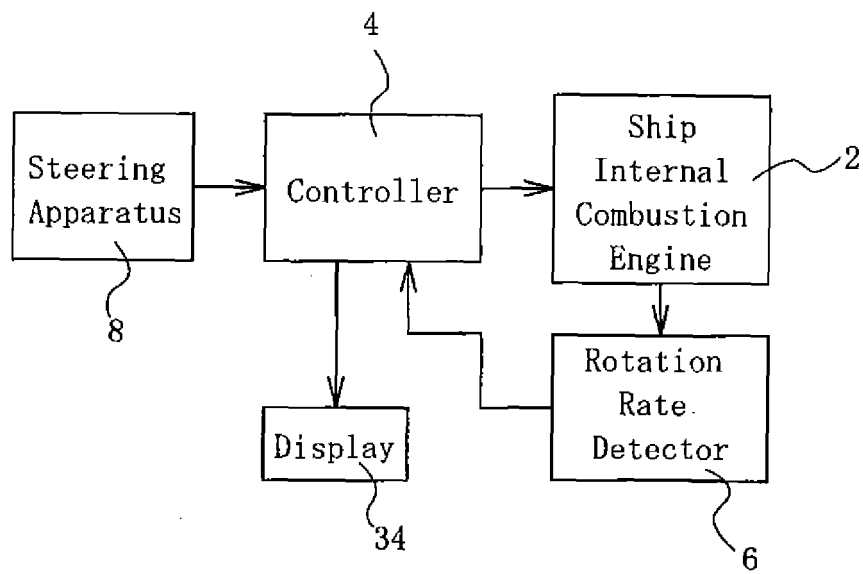 4
Steering
Apparatus
8
Controller
Ship
Internal
Combustion
Engine
2
Display
34
Rotation
Rate
Detector
6